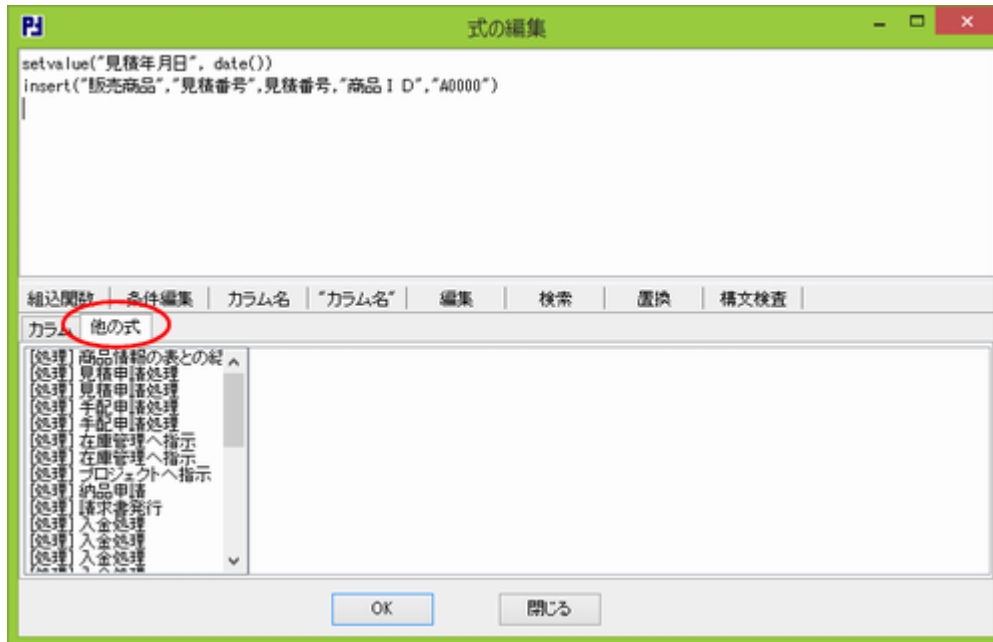 式の編集
setvalue("見積年月日", date())
insert("販売商品","見積番号",見積番号,"商品ＩＤ","A0000")
組込関数 条件編集 カラム名 "カラム名" 編集 検索 置換 構文検査
カラム 他の式
[処理] 商品情報の表との紐
[処理] 見積申請処理
[処理] 見積申請処理
[処理] 手配申請処理
[処理] 手配申請処理
[処理] 在庫管理へ指示
[処理] 在庫管理へ指示
[処理] プロジェクトへ指示
[処理] 納品申請
[処理] 請求書発行
[処理] 入金処理
[処理] 入金処理
[処理] 入金処理
OK 閉じる